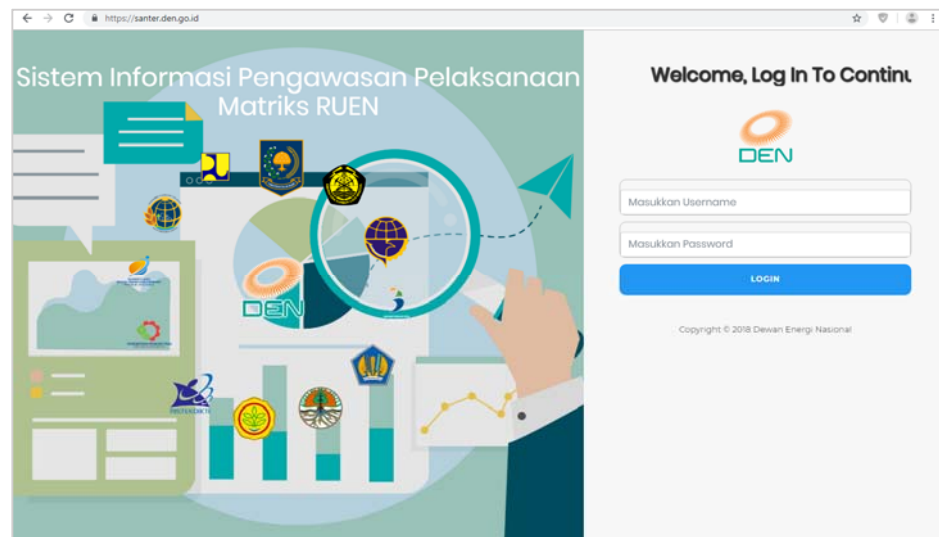 https://santer.den.go.id
Sistem Informasi Pengawasan Pelaksanaan
Matriks RUEN
DEN
RISTEKDIKTI
Welcome, Log In To Continu
DEN
Masukkan Username
Masukkan Password
LOGIN
Copyright © 2018 Dewan Energi Nasional